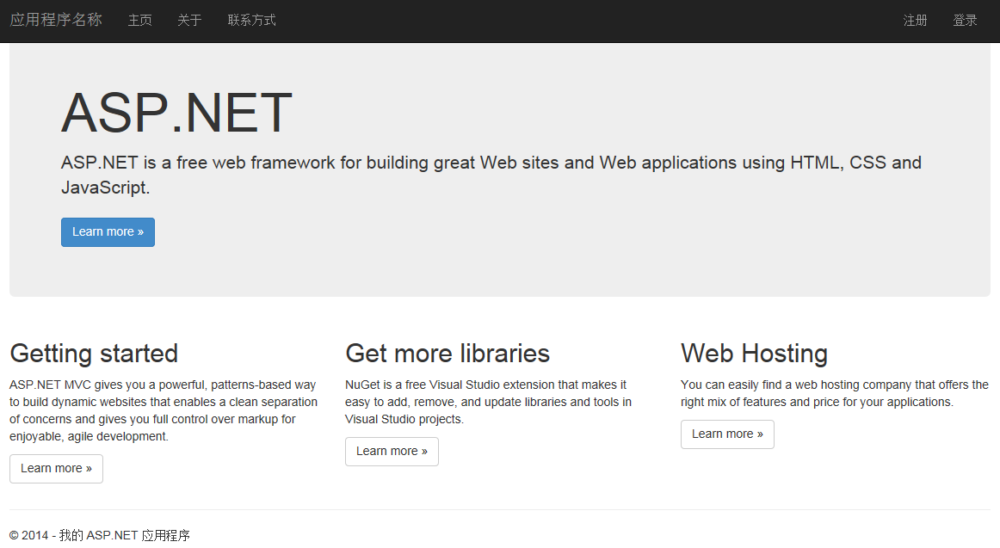 应用程序名称 主页 关于 联系方式 注册 登录
ASP.NET
ASP.NET is a free web framework for building great Web sites and Web applications using HTML, CSS and
JavaScript.
Learn more »
Getting started
ASP.NET MVC gives you a powerful, patterns-based way
to build dynamic websites that enables a clean separation
of concerns and gives you full control over markup for
enjoyable, agile development.
Learn more »
Get more libraries
NuGet is a free Visual Studio extension that makes it
easy to add, remove, and update libraries and tools in
Visual Studio projects.
Learn more »
Web Hosting
You can easily find a web hosting company that offers the
right mix of features and price for your applications.
Learn more »
© 2014 - 我的 ASP.NET 应用程序